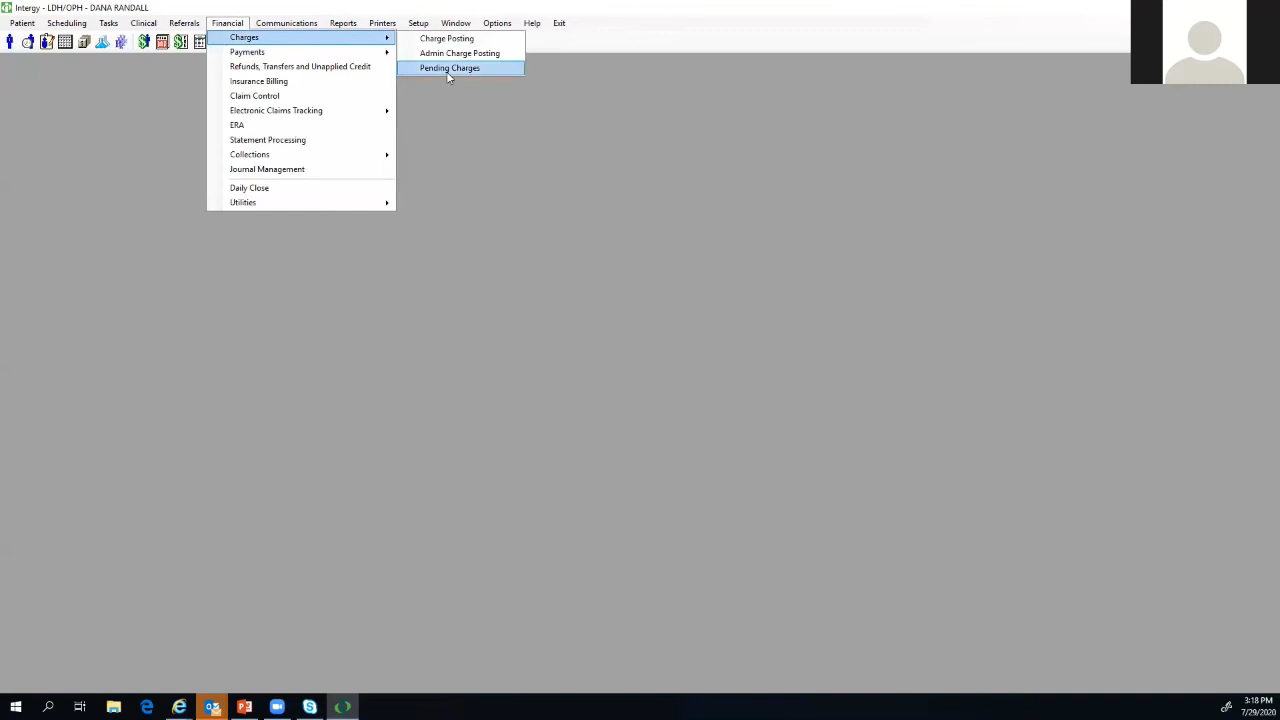 Intergy - LDH/OPH - DANA RANDALL
Patient Scheduling Tasks Clinical Referrals Financial Communications Reports Printers Setup Window Options Help Exit
Charges
Payments
Refunds, Transfers and Unapplied Credit
Insurance Billing
Claim Control
Electronic Claims Tracking
ERA
Statement Processing
Collections
Journal Management
Daily Close
Utilities
Charge Posting
Admin Charge Posting
Pending Charges
3:18 PM
7/29/2020